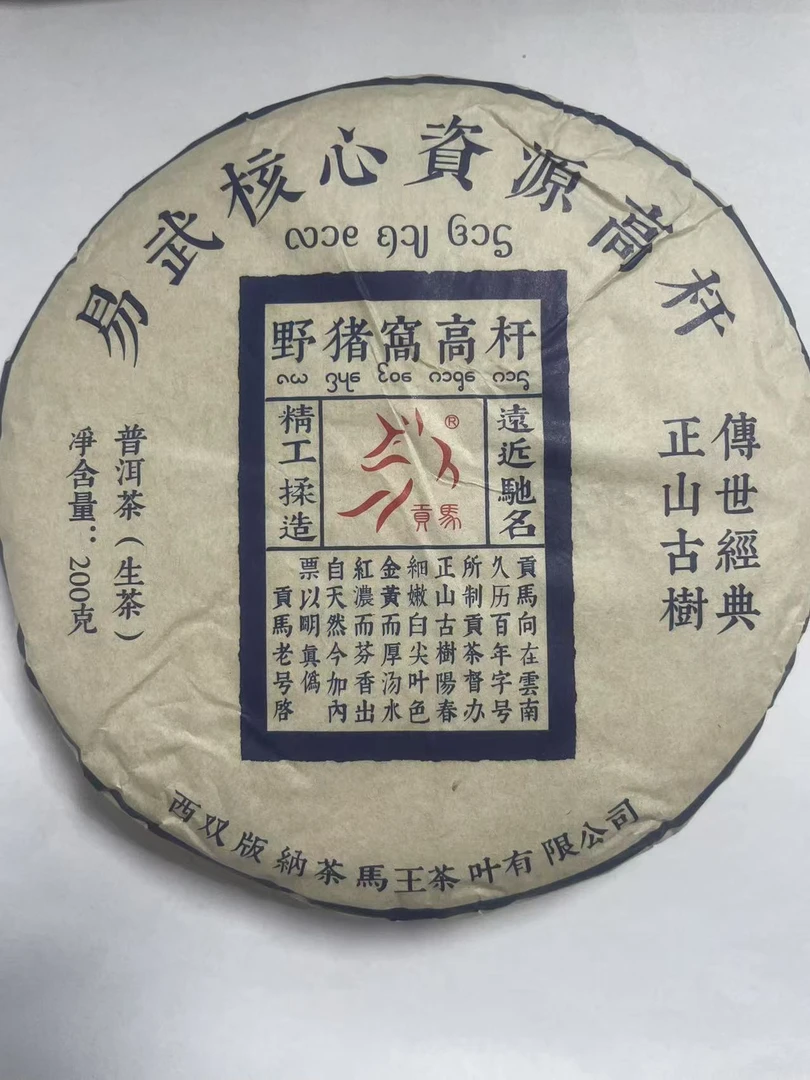 易武核心資源高杆
野猪窩高杆
遠近馳名
精工揉造
®
貢馬
貢馬向在雲南
久历百年字号
所制貢茶督办
正山古樹陽春
細嫩白尖叶色
金黄而厚汤水
紅濃而芬香出
自天然今加內
票以明眞偽
貢馬老号啓
傳世經典
正山古樹
普洱茶（生茶）
凈含量：200克
西双版納茶馬王茶叶有限公司